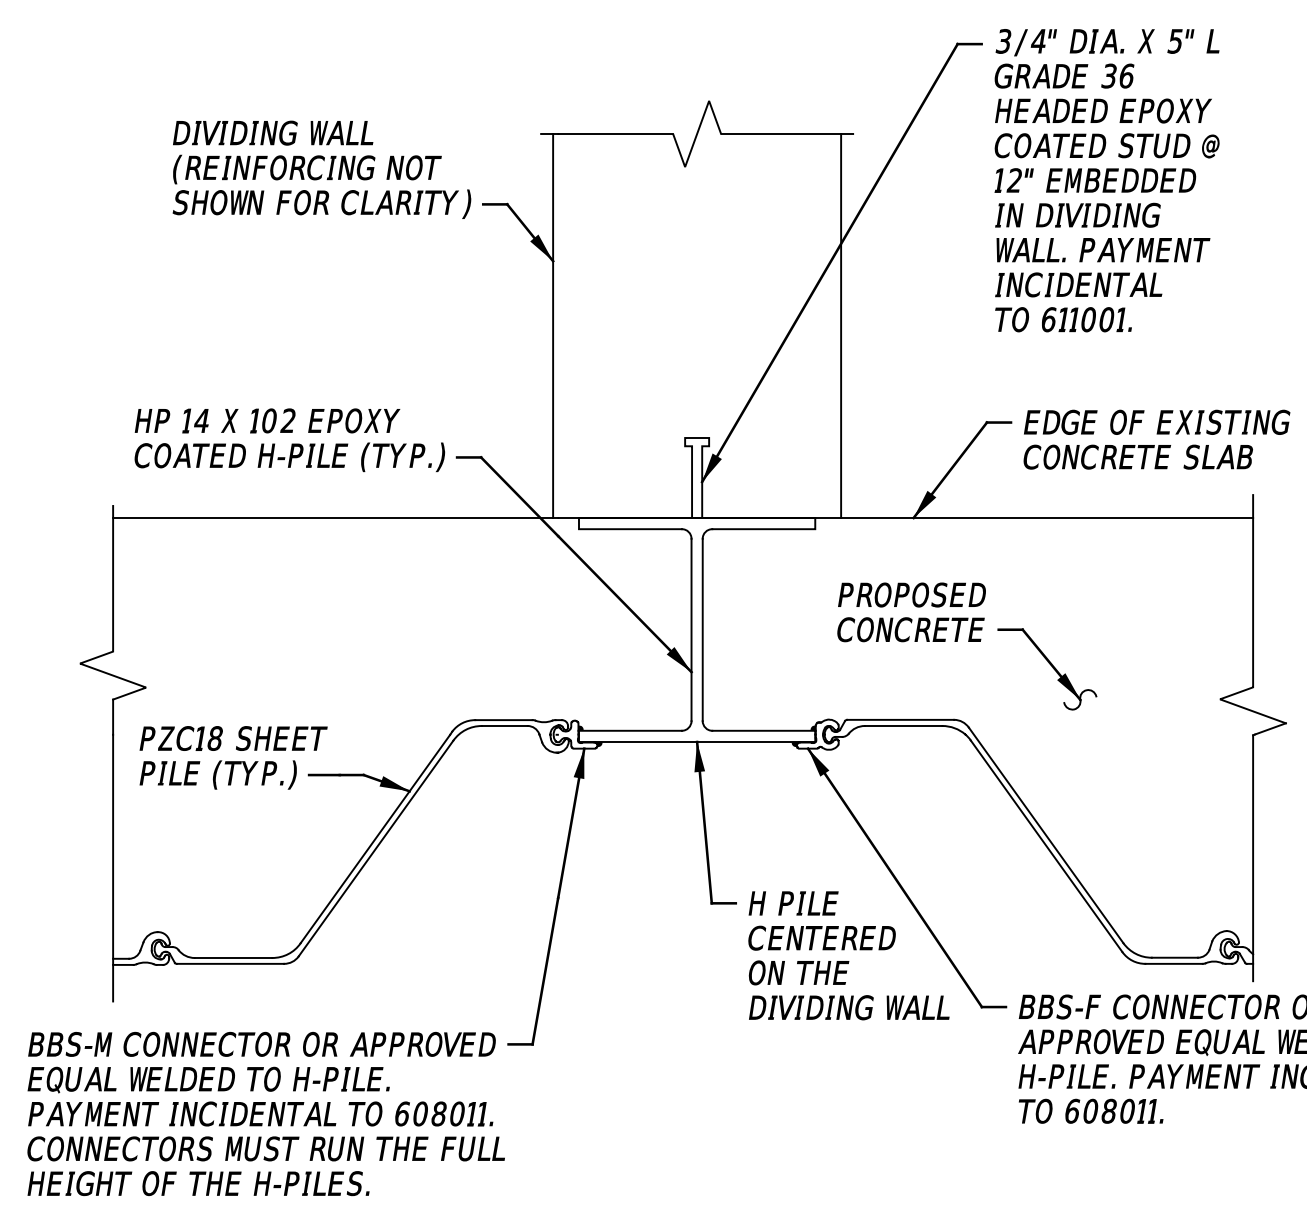 3/4" DIA. X 5" L
GRADE 36
HEADED EPOXY
COATED STUD @
12" EMBEDDED
IN DIVIDING
WALL. PAYMENT
INCIDENTAL
TO 611001.
DIVIDING WALL
(REINFORCING NOT
SHOWN FOR CLARITY)
HP 14 X 102 EPOXY
COATED H-PILE (TYP.)
EDGE OF EXISTING
CONCRETE SLAB
PROPOSED
CONCRETE
PZC18 SHEET
PILE (TYP.)
H PILE
CENTERED
ON THE
DIVIDING WALL
BBS-M CONNECTOR OR APPROVED
EQUAL WELDED TO H-PILE.
PAYMENT INCIDENTAL TO 608011.
CONNECTORS MUST RUN THE FULL
HEIGHT OF THE H-PILES.
BBS-F CONNECTOR
APPROVED EQUAL
H-PILE. PAYMENT
TO 608011.